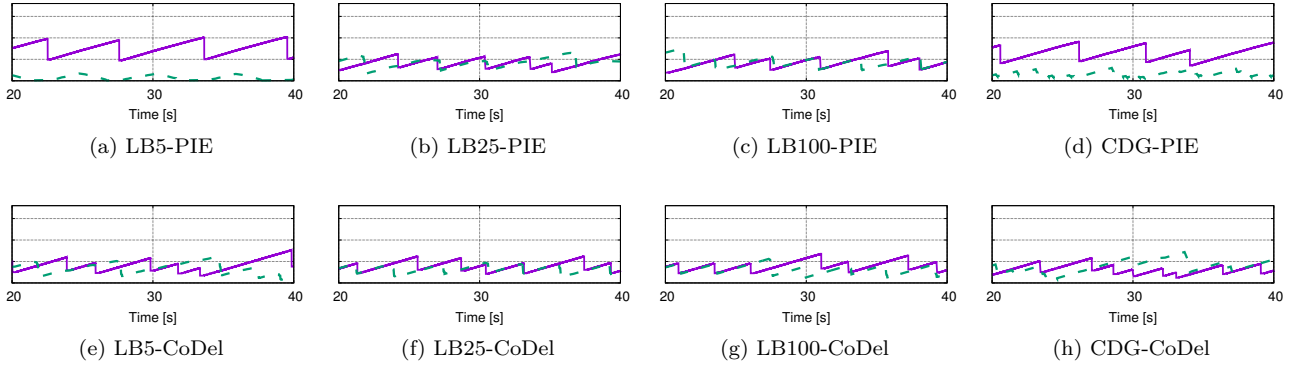 20 30 40 20 30 40 20 30 40 20 30 40
Time [s] Time [s] Time [s] Time [s]
(a) LB5-PIE (b) LB25-PIE (c) LB100-PIE (d) CDG-PIE
20 30 40 20 30 40 20 30 40 20 30 40
Time [s] Time [s] Time [s] Time [s]
(e) LB5-CoDel (f) LB25-CoDel (g) LB100-CoDel (h) CDG-CoDel